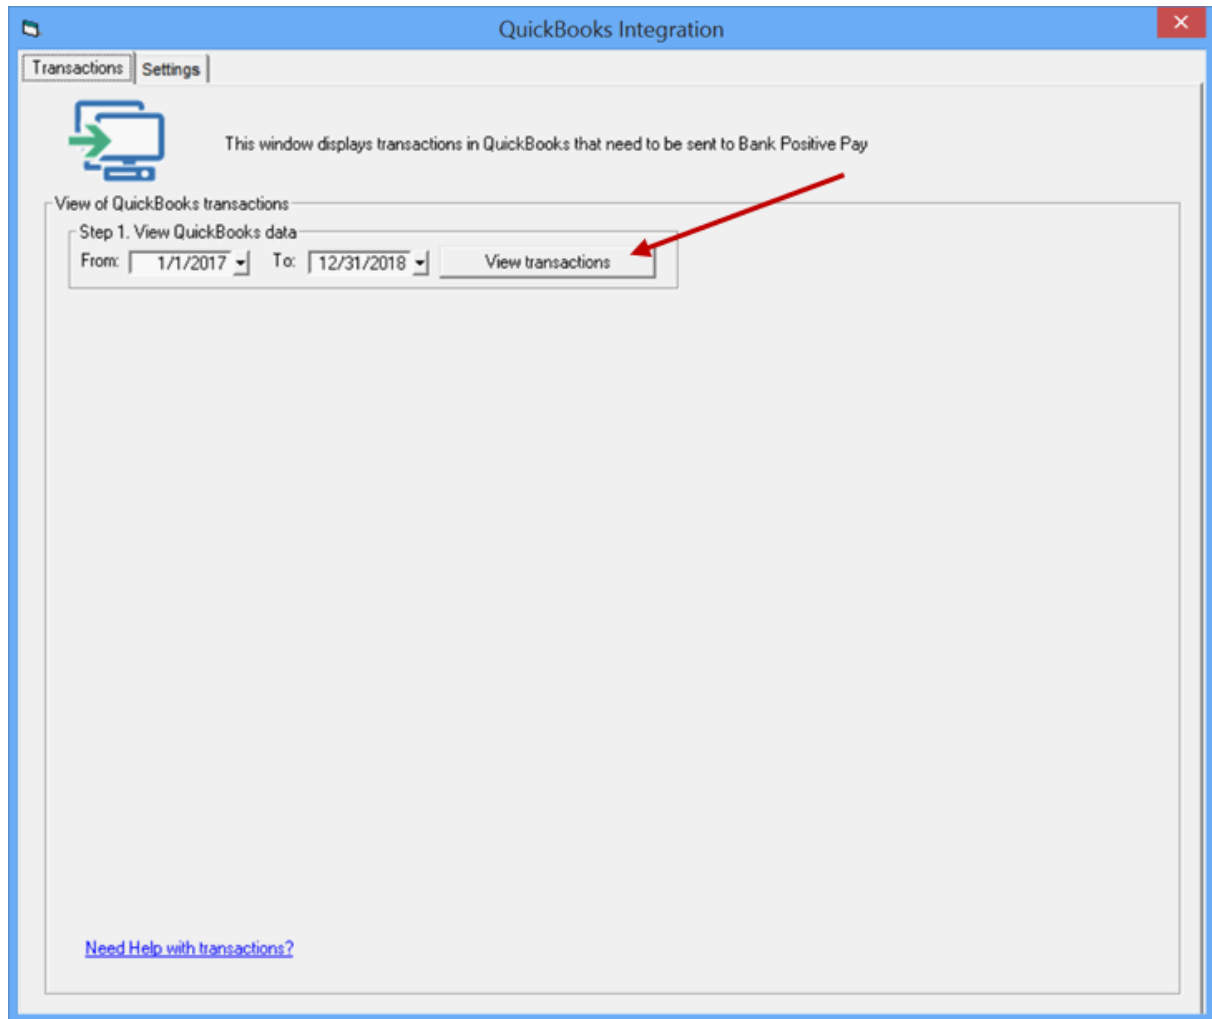 QuickBooks Integration
Transactions Settings
This window displays transactions in QuickBooks that need to be sent to Bank Positive Pay
View of QuickBooks transactions
Step 1. View QuickBooks data
From: 1/1/2017 To: 12/31/2018 View transactions
Need Help with transactions?